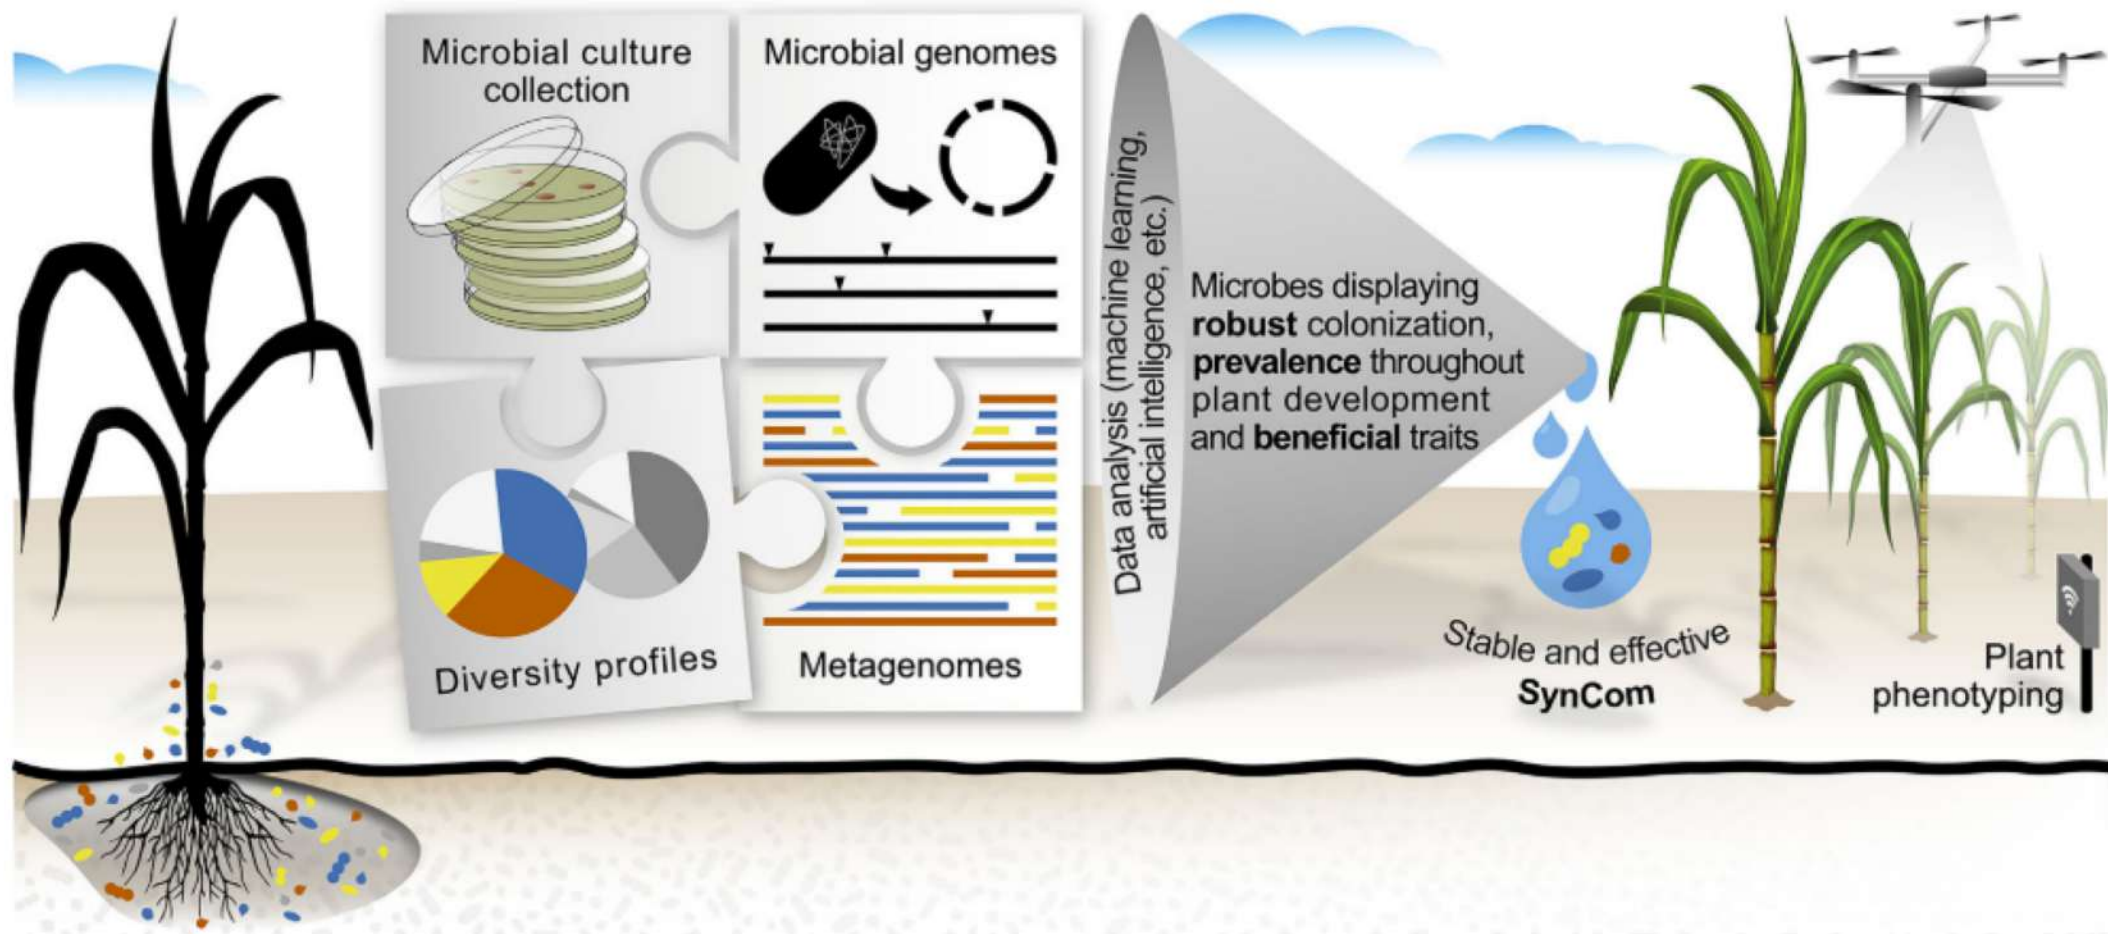 Microbial culture
collection
Microbial genomes
Diversity profiles
Metagenomes
Data analysis (machine learning,
artificial intelligence, etc.)
Microbes displaying
robust colonization,
prevalence throughout
plant development
and beneficial traits
Stable and effective
SynCom
Plant
phenotyping